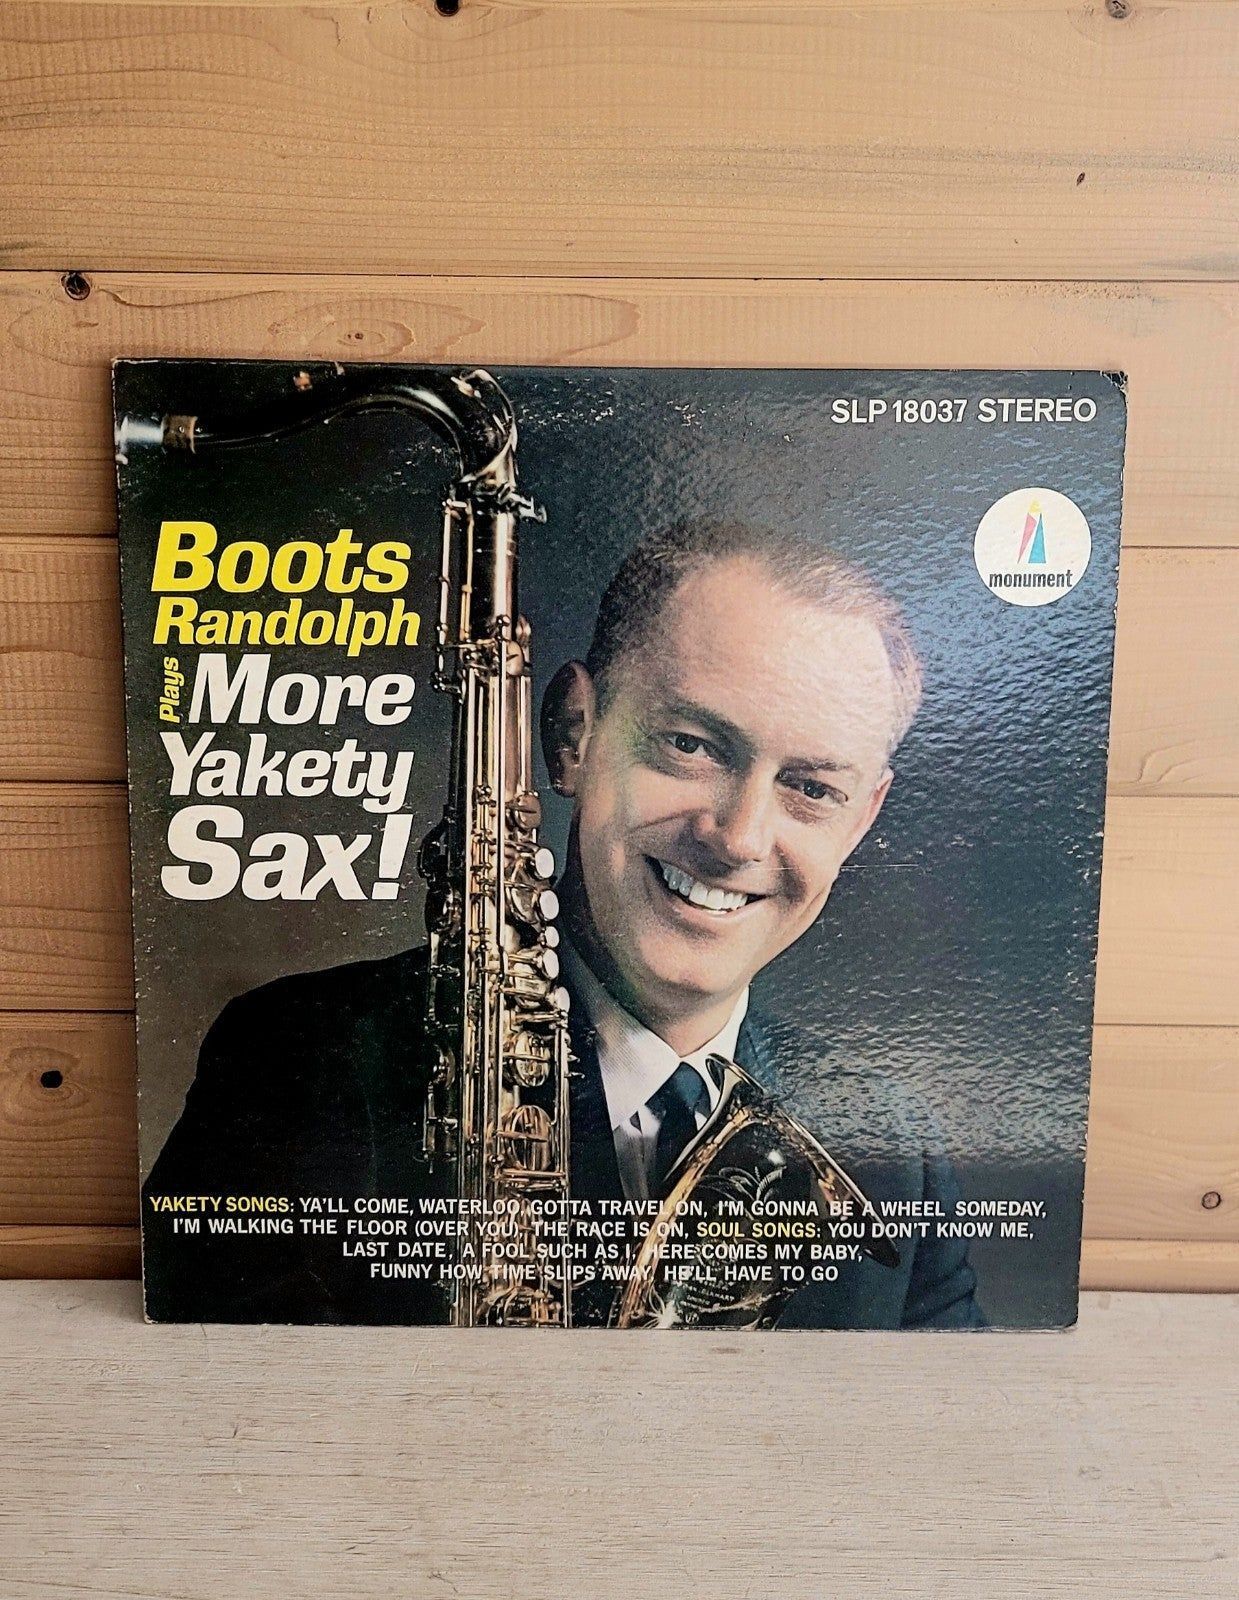 SLP 18037 STEREO
monument
Boots
Randolph
Plays More
Yakety
Sax!
YAKETY SONGS: YA'LL COME, WATERLOO, GOTTA TRAVEL ON, I'M GONNA BE A WHEEL SOMEDAY,
I'M WALKING THE FLOOR (OVER YOU), THE RACE IS ON, SOUL SONGS: YOU DON'T KNOW ME,
LAST DATE, A FOOL SUCH AS I, HERE COMES MY BABY,
FUNNY HOW TIME SLIPS AWAY, HE'LL HAVE TO GO